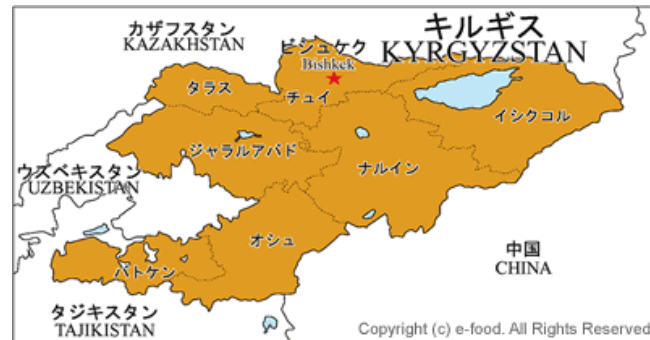 カザフスタン
KAZAKHSTAN
キルギス
KYRGYZSTAN
ビシュケク
Bishkek
タラス
チュイ
イシクコル
ジャラルアバド
ナルイン
ウズベキスタン
UZBEKISTAN
オシュ
バトケン
中国
CHINA
タジキスタン
TAJIKISTAN
Copyright (c) e-food. All Rights Reserved